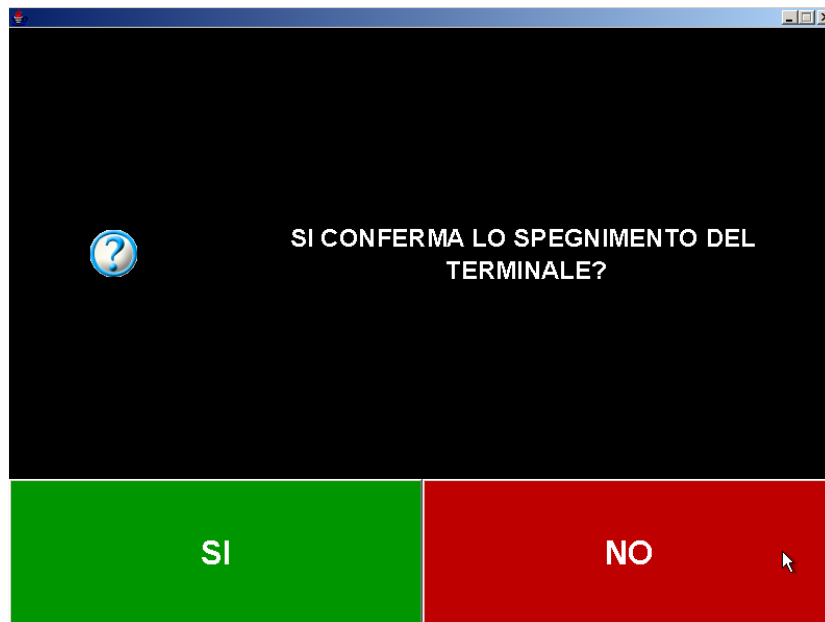 SI CONFERMA LO SPEGNIMENTO DEL
TERMINALE?
SI
NO